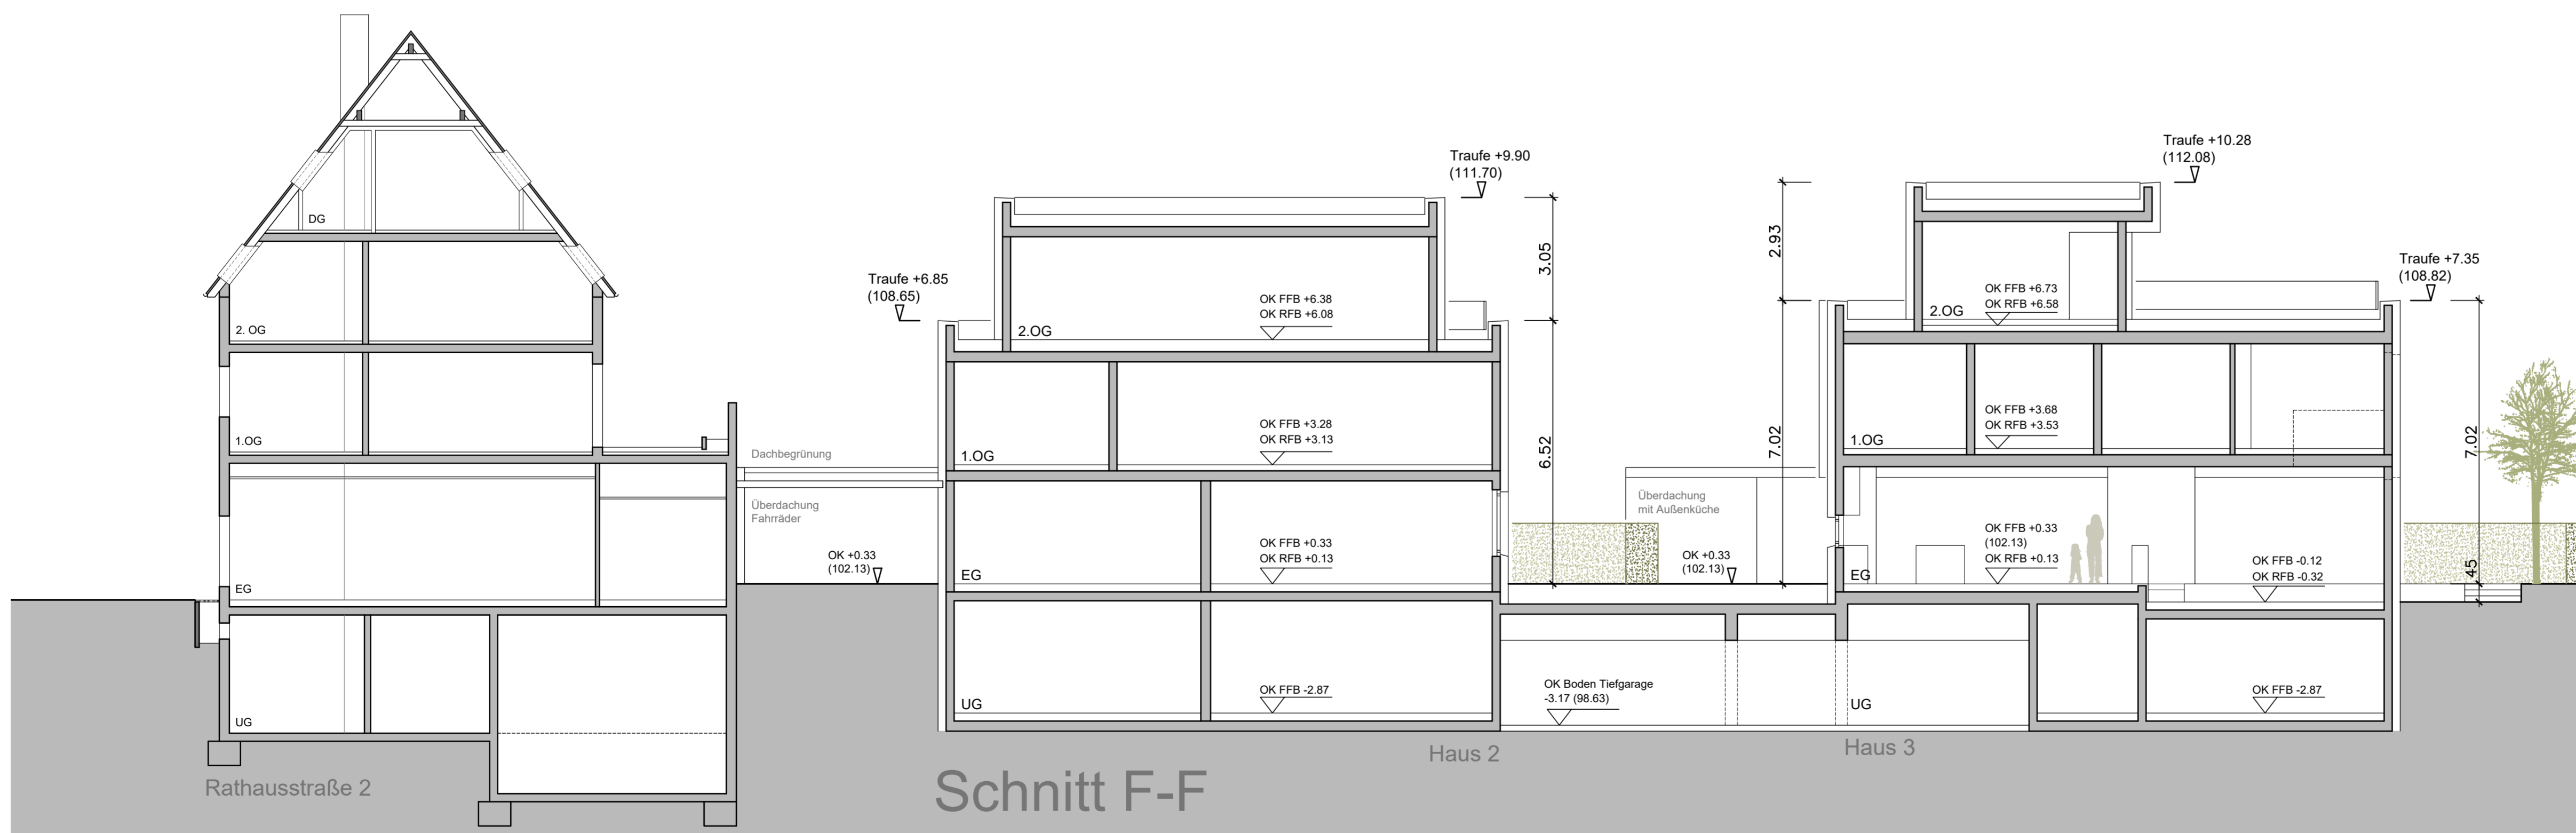 DG
2. OG
1.OG
EG
UG
Rathausstraße 2
Dachbegrünung
Überdachung
Fahrräder
OK +0.33
(102.13)
Traufe +6.85
(108.65)
Traufe +9.90
(111.70)
3.05
6.52
2.OG
OK FFB +6.38
OK RFB +6.08
1.OG
OK FFB +3.28
OK RFB +3.13
EG
OK FFB +0.33
OK RFB +0.13
UG
OK FFB -2.87
Haus 2
Schnitt F-F
Überdachung
mit Außenküche
OK +0.33
(102.13)
OK Boden Tiefgarage
-3.17 (98.63)
2.93
7.02
Traufe +10.28
(112.08)
Traufe +7.35
(108.82)
2.OG
OK FFB +6.73
OK RFB +6.58
1.OG
OK FFB +3.68
OK RFB +3.53
EG
OK FFB +0.33
(102.13)
OK RFB +0.13
OK FFB -0.12
OK RFB -0.32
UG
OK FFB -2.87
Haus 3
7.02
45